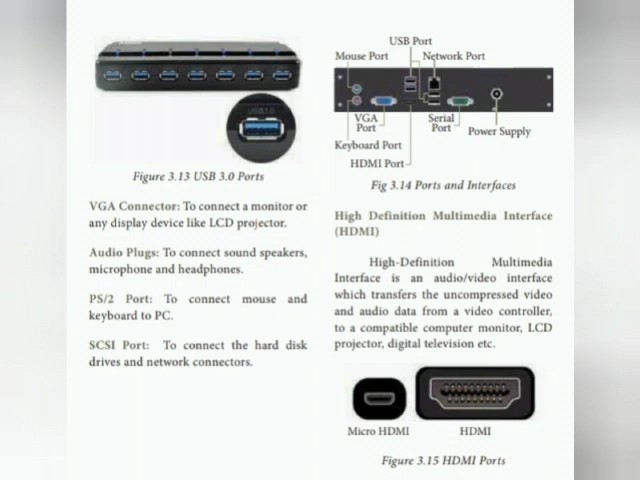 USB 3.0
Figure 3.13 USB 3.0 Ports
VGA Connector: To connect a monitor or
any display device like LCD projector.
Audio Plugs: To connect sound speakers,
microphone and headphones.
PS/2 Port: To connect mouse and
keyboard to PC.
SCSI Port: To connect the hard disk
drives and network connectors.
USB Port
Mouse Port
Network Port
VGA
Port
Serial
Port
Power Supply
Keyboard Port
HDMI Port
Fig 3.14 Ports and Interfaces
High Definition Multimedia Interface
(HDMI)
High-Definition Multimedia
Interface is an audio/video interface
which transfers the uncompressed video
and audio data from a video controller,
to a compatible computer monitor, LCD
projector, digital television etc.
Micro HDMI
HDMI
Figure 3.15 HDMI Ports